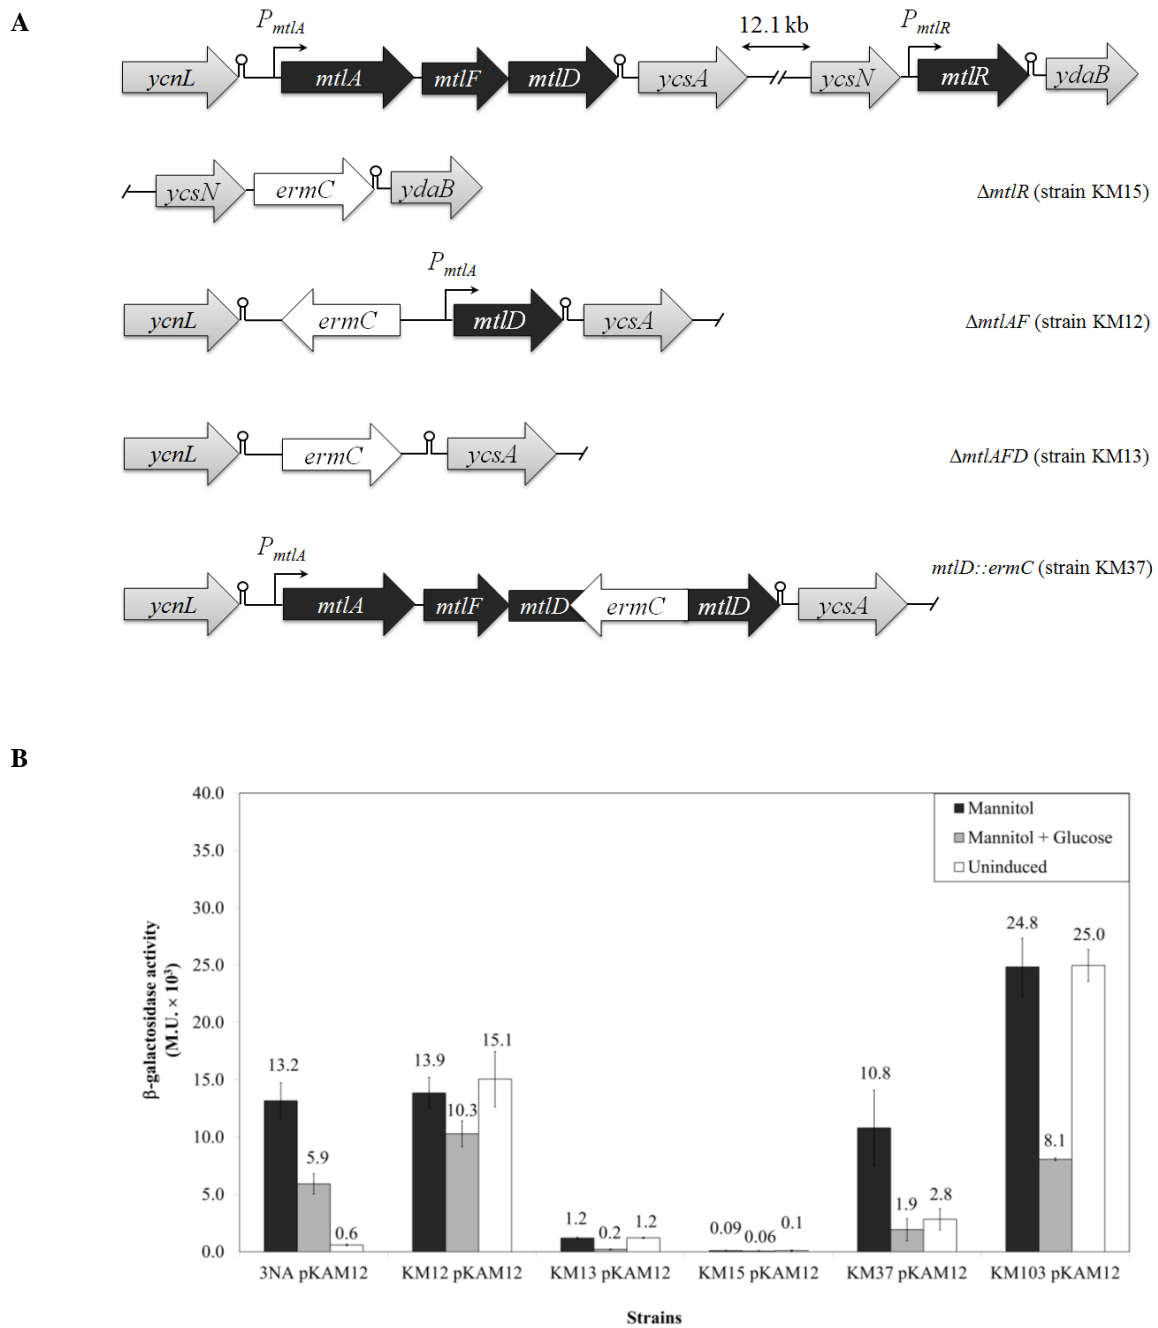 A
PmtlA
12.1 kb
PmtlR
ycnL mtlA mtlF mtlD ycsA ycsN mtlR ydaB
ycsN ermC ydaB
ΔmtlR (strain KM15)
PmtlA
ycnL ermC mtlD ycsA
ΔmtlAF (strain KM12)
ycnL ermC ycsA
ΔmtlAFD (strain KM13)
PmtlA
mtlD::ermC (strain KM37)
ycnL mtlA mtlF mtlD ermC mtlD ycsA
B
β-galactosidase activity
(M.U. × 10³)
40.0
35.0
30.0
25.0
20.0
15.0
10.0
5.0
0.0
Mannitol
Mannitol + Glucose
Uninduced
13.2 5.9 0.6
13.9 10.3 15.1
1.2 0.2 1.2
0.09 0.06 0.1
10.8 1.9 2.8
24.8 8.1 25.0
3NA pKAM12 KM12 pKAM12 KM13 pKAM12 KM15 pKAM12 KM37 pKAM12 KM103 pKAM12
Strains